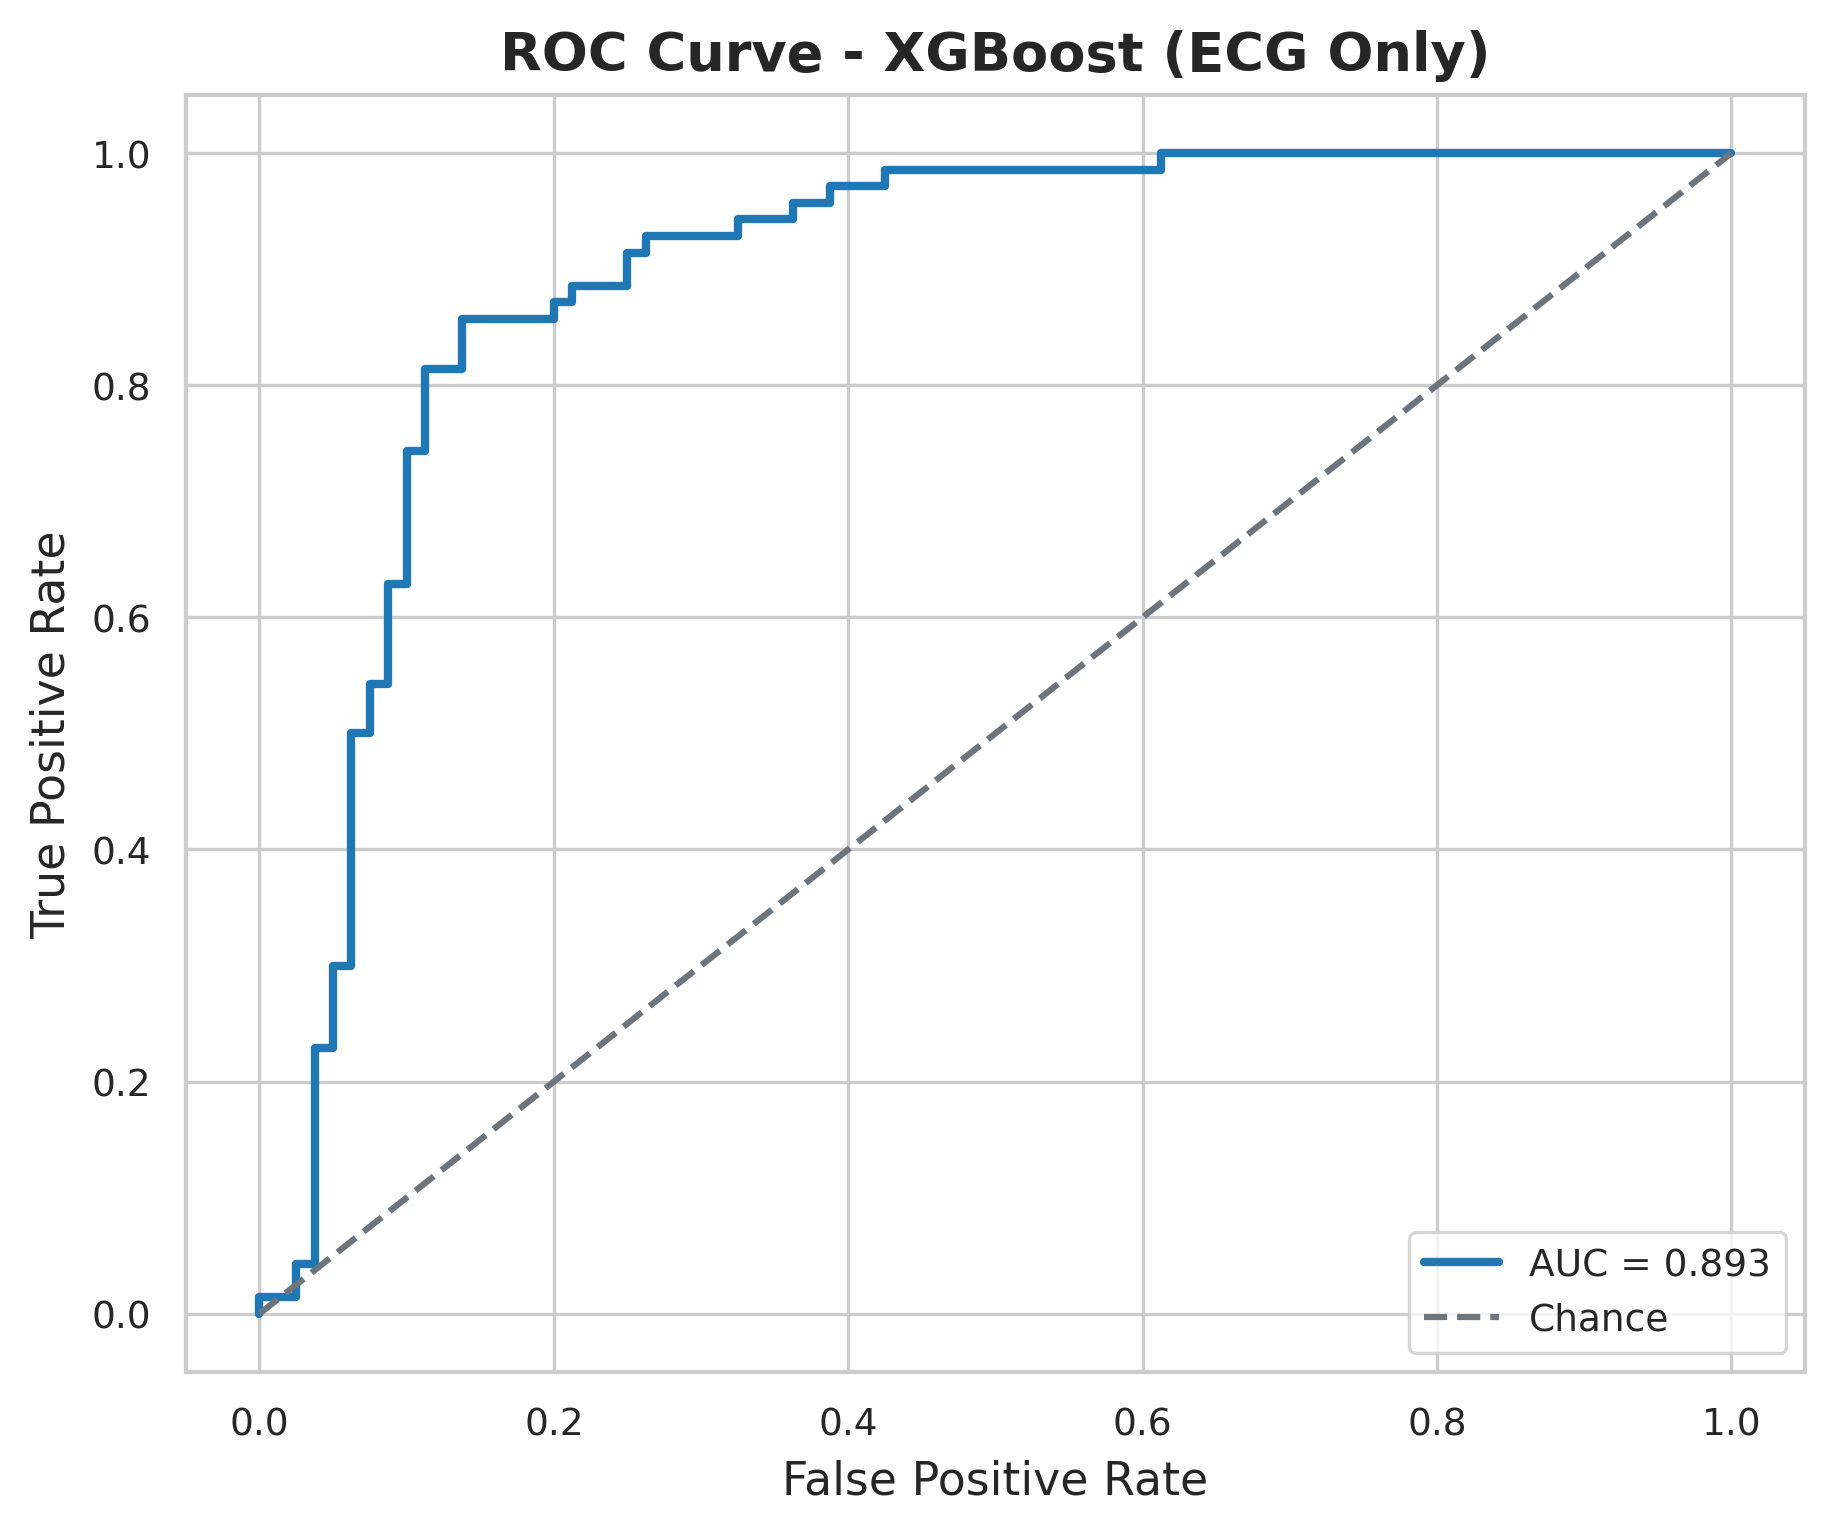 ROC Curve - XGBoost (ECG Only)
True Positive Rate
1.0
0.8
0.6
0.4
0.2
0.0
0.0 0.2 0.4 0.6 0.8 1.0
False Positive Rate
AUC = 0.893
Chance